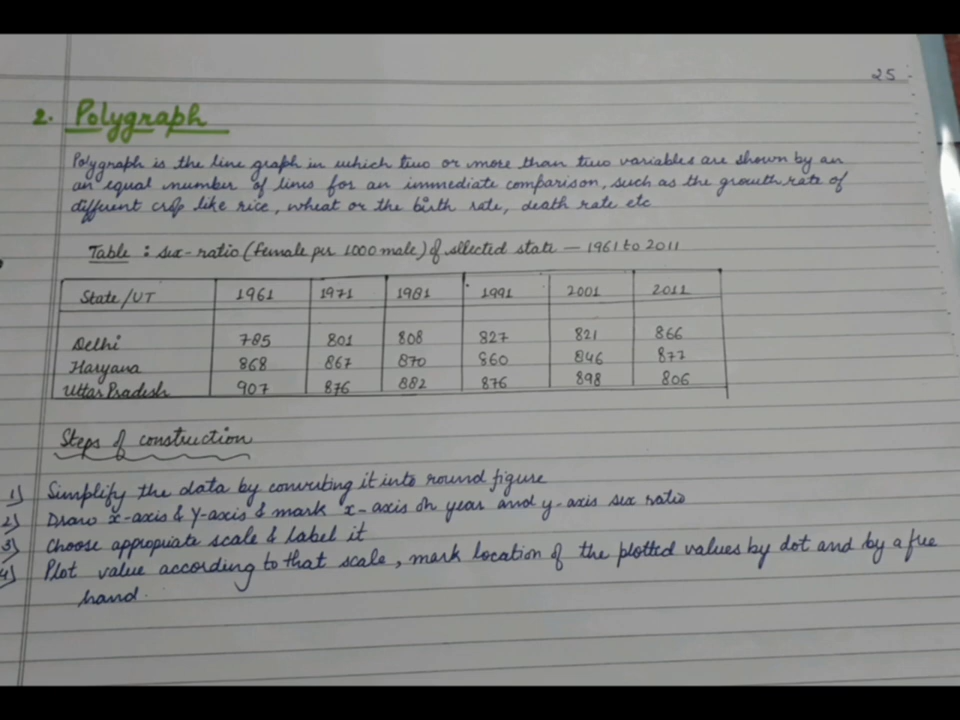 25
2. Polygraph
Polygraph is the line graph in which two or more than two variables are shown by an
an equal number of lines for an immediate comparison, such as the growth rate of
different crop like rice, wheat or the birth rate, death rate etc
Table : sex-ratio (female per 1000 male) of sellected state — 1961 to 2011
State/UT 1961 1971 1981 1991 2001 2011
Delhi 785 801 808 827 821 866
Haryana 868 867 870 860 846 877
Uttar Pradesh 907 876 882 876 898 806
Steps of construction
1) Simplify the data by converting it into round figure
2) Draw x-axis & Y-axis & mark x-axis on year and y-axis sex ratio
3) Choose appropriate scale & label it
4) Plot value according to that scale, mark location of the plotted values by dot and by a free
hand.